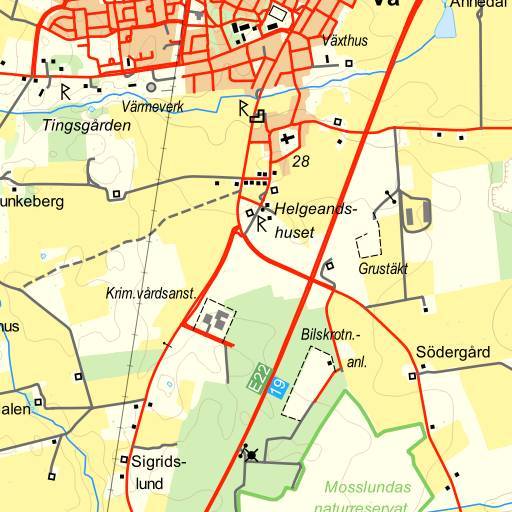 Vä
Annedal
Växthus
Värmeverk
Tingsgården
28
unkeberg
Helgeands-
huset
Grustäkt
Krim.vårdsanst.
Bilskrotn.-
anl.
hus
Södergård
E22
19
alen
Sigrids-
lund
Mosslundas
naturreservat